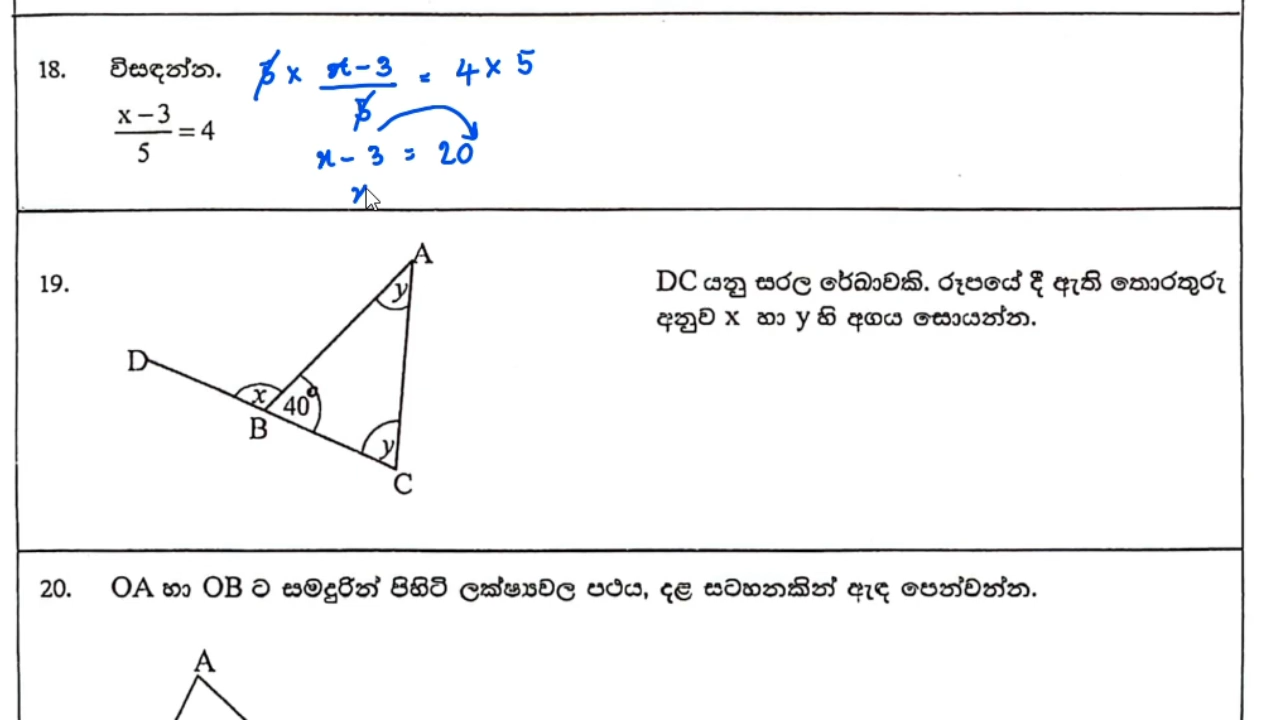 18. විසඳන්න. 5 × x - 3 / 5 = 4 × 5
x – 3 / 5 = 4
x - 3 = 20
x
19. DC යනු සරල රේඛාවකි. රූපයේ දී ඇති තොරතුරු
අනුව x හා y හි අගය සොයන්න.
A
y
D
x
40°
B
y
C
20. OA හා OB ට සමදුරින් පිහිටි ලක්ෂ්‍යවල පථය, දළ සටහනකින් ඇඳ පෙන්වන්න.
A